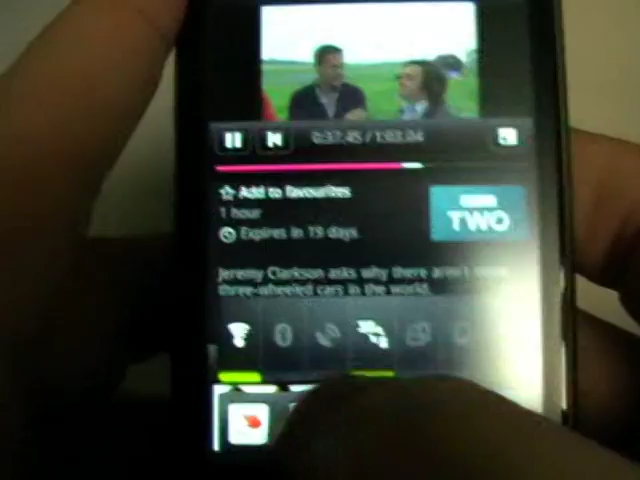 0:37:45 / 1:03:04
Add to favourites
1 hour
Expires in 19 days
TWO
Jeremy Clarkson asks why there aren't more
three-wheeled cars in the world.